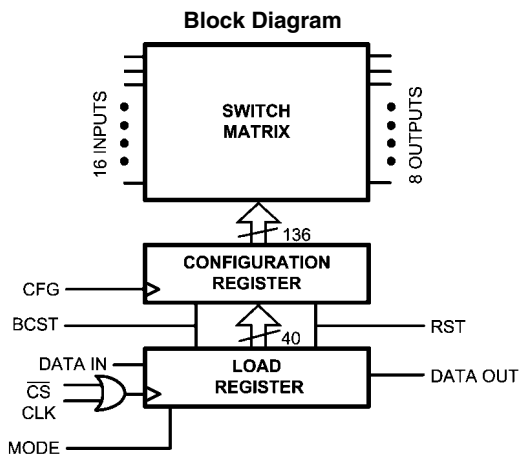 Block Diagram
16 INPUTS
SWITCH
MATRIX
8 OUTPUTS
136
CONFIGURATION
REGISTER
CFG
BCST
RST
40
DATA IN
LOAD
REGISTER
DATA OUT
CS
CLK
MODE